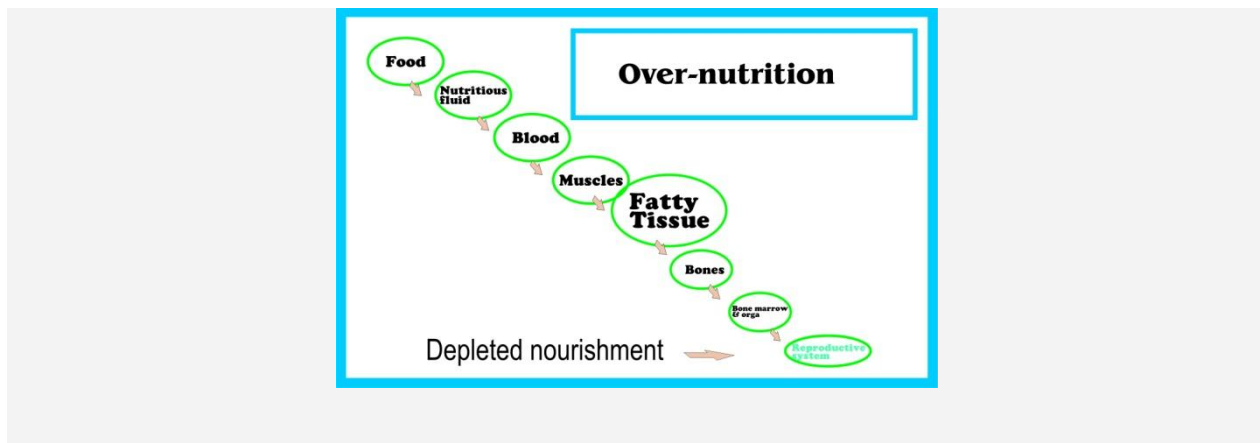 Over-nutrition
Food
Nutritious
fluid
Blood
Muscles
Fatty
Tissue
Bones
Bone marrow
& orga
Reproductive
system
Depleted nourishment